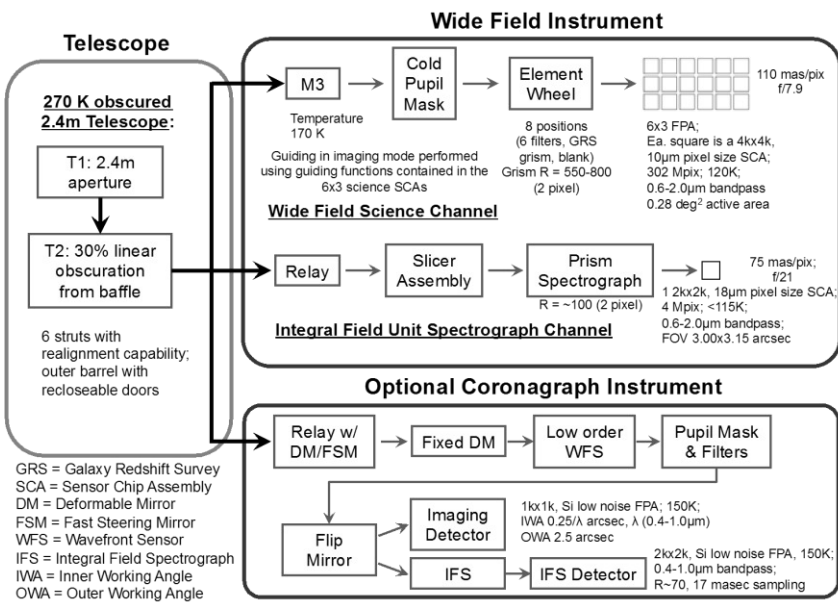 Wide Field Instrument
Telescope
270 K obscured
2.4m Telescope:
T1: 2.4m
aperture
T2: 30% linear
obscuration
from baffle
6 struts with
realignment capability;
outer barrel with
recloseable doors
M3
Cold
Pupil
Mask
Element
Wheel
110 mas/pix
f/7.9
Temperature
170 K
Guiding in imaging mode performed
using guiding functions contained in the
6x3 science SCAs
8 positions
(6 filters, GRS
grism, blank)
Grism R = 550-800
(2 pixel)
6x3 FPA;
Ea. square is a 4kx4k,
10µm pixel size SCA;
302 Mpix; 120K;
0.6-2.0µm bandpass
0.28 deg² active area
Wide Field Science Channel
Relay
Slicer
Assembly
Prism
Spectrograph
R = ~100 (2 pixel)
75 mas/pix;
f/21
1 2kx2k, 18µm pixel size SCA;
4 Mpix; <115K;
0.6-2.0µm bandpass;
FOV 3.00x3.15 arcsec
Integral Field Unit Spectrograph Channel
Optional Coronagraph Instrument
Relay w/
DM/FSM
Fixed DM
Low order
WFS
Pupil Mask
& Filters
Flip
Mirror
Imaging
Detector
1kx1k, Si low noise FPA; 150K;
IWA 0.25/λ arcsec, λ (0.4-1.0µm)
OWA 2.5 arcsec
IFS
IFS Detector
2kx2k, Si low noise FPA, 150K;
0.4-1.0µm bandpass;
R~70, 17 masec sampling
GRS = Galaxy Redshift Survey
SCA = Sensor Chip Assembly
DM = Deformable Mirror
FSM = Fast Steering Mirror
WFS = Wavefront Sensor
IFS = Integral Field Spectrograph
IWA = Inner Working Angle
OWA = Outer Working Angle